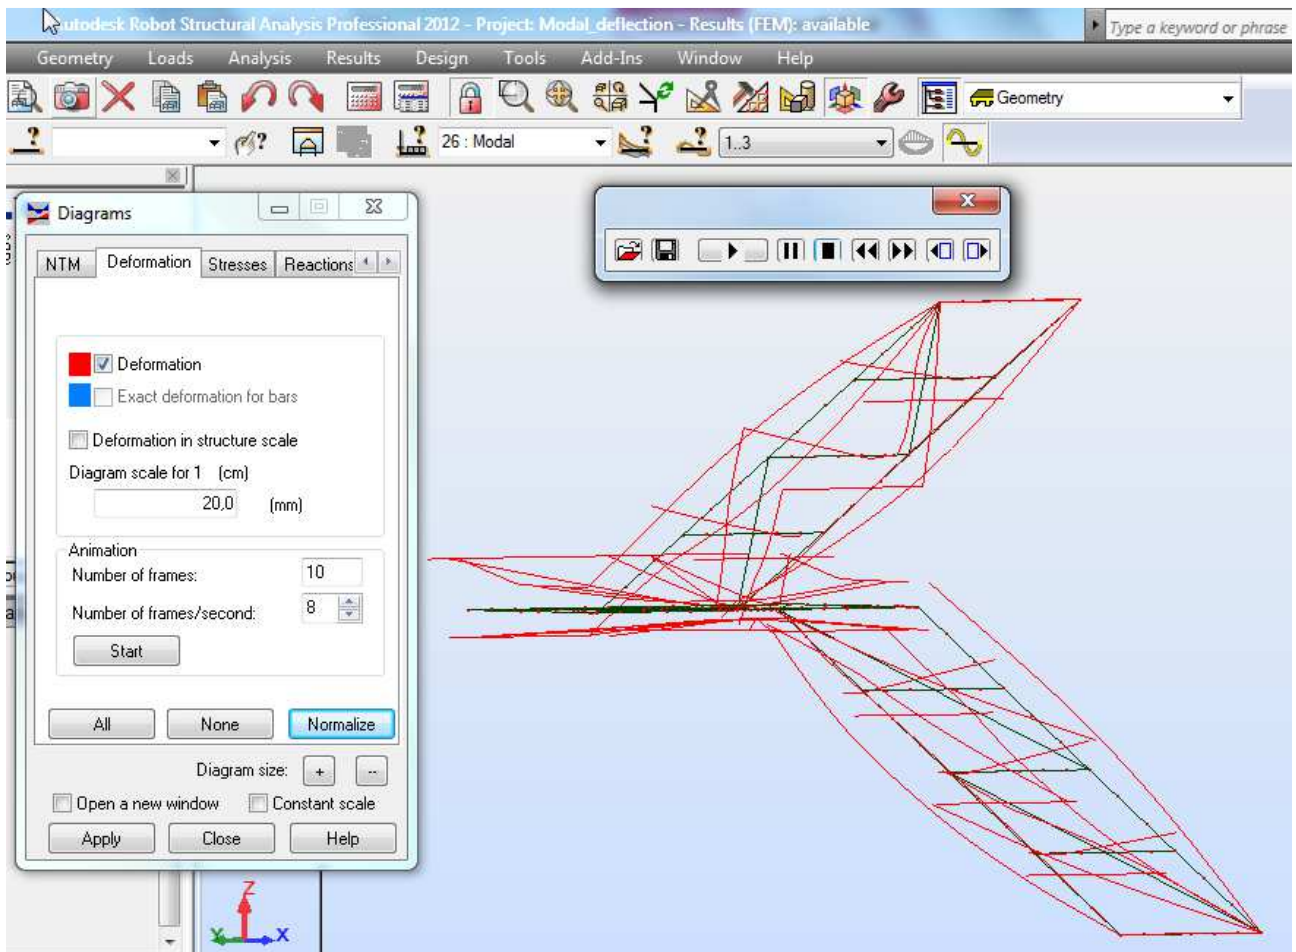 utodesk Robot Structural Analysis Professional 2012 - Project: Modal_deflection - Results (FEM): available
Type a keyword or phrase
Geometry Loads Analysis Results Design Tools Add-Ins Window Help
Geometry
26 : Modal
1..3
Diagrams
NTM Deformation Stresses Reactions
Deformation
Exact deformation for bars
Deformation in structure scale
Diagram scale for 1 (cm)
20,0 (mm)
Animation
Number of frames: 10
Number of frames/second: 8
Start
All None Normalize
Diagram size: + --
Open a new window Constant scale
Apply Close Help
Z
Y X